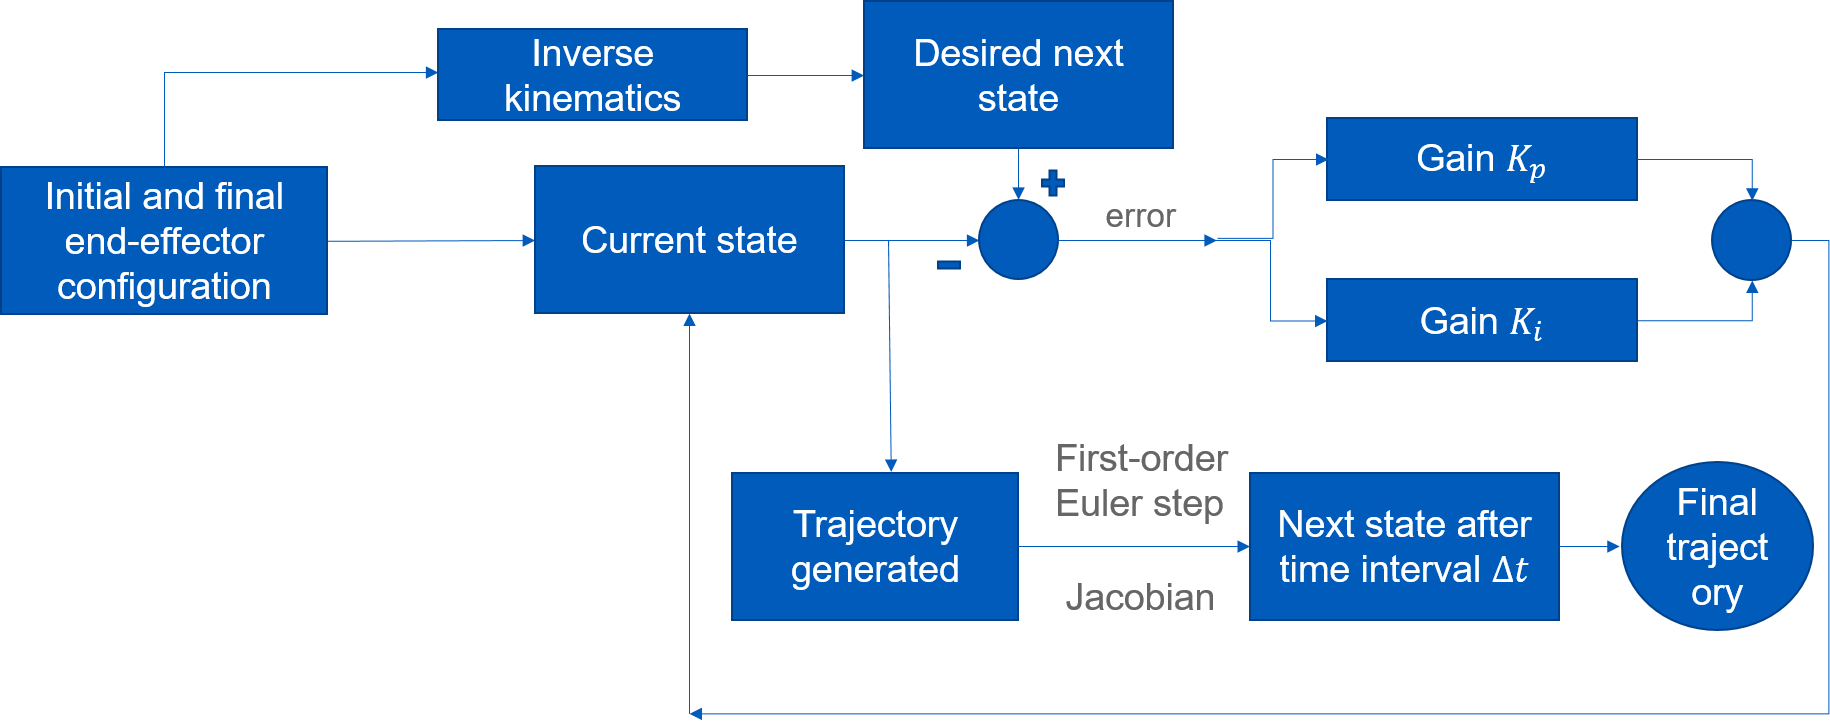 Inverse
kinematics
Desired next
state
Initial and final
end-effector
configuration
Current state
+
-
error
Gain K_p
Gain K_i
Trajectory
generated
First-order
Euler step
Jacobian
Next state after
time interval Δt
Final
traject
ory